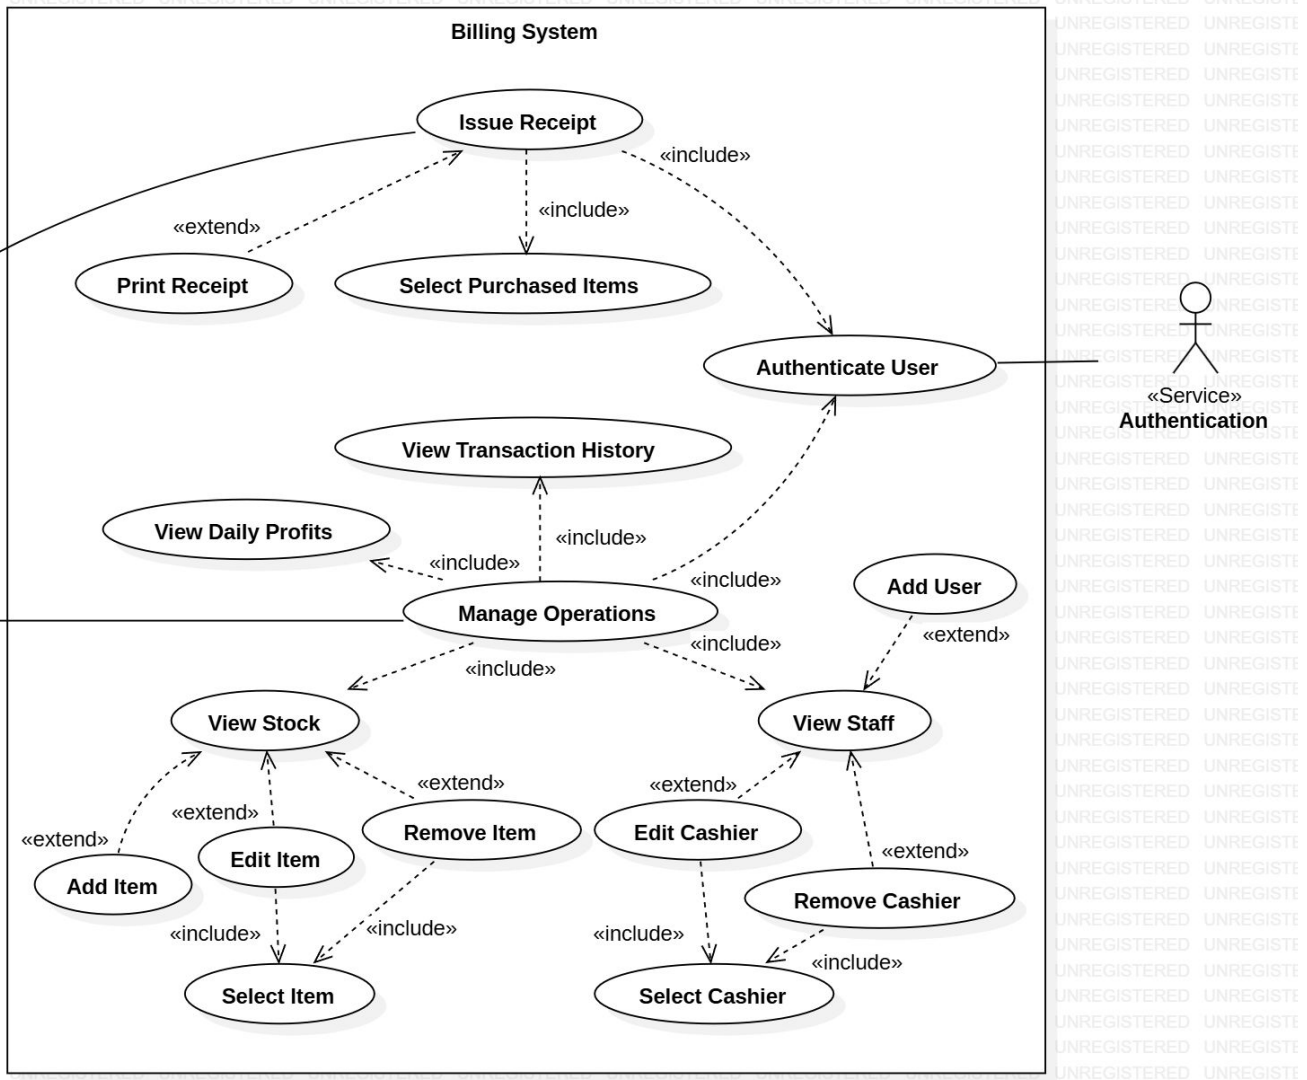 Billing System
Issue Receipt
«include»
«include»
«extend»
Print Receipt
Select Purchased Items
Authenticate User
«Service»
Authentication
View Transaction History
View Daily Profits
«include»
«include»
«include»
Add User
Manage Operations
«extend»
«include»
«include»
View Stock
View Staff
«extend»
«extend»
«extend»
«extend»
Remove Item
Edit Cashier
«extend»
Edit Item
Add Item
Remove Cashier
«include»
«include»
«include»
«include»
Select Item
Select Cashier
UNREGISTERED